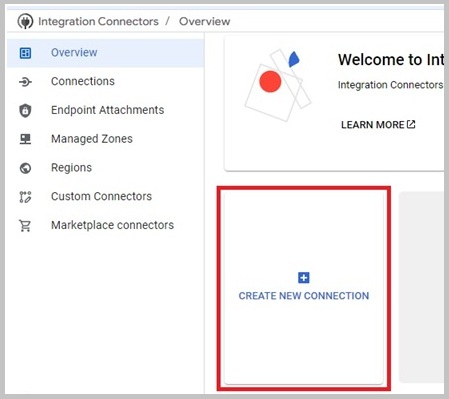 Integration Connectors / Overview
Overview
Connections
Endpoint Attachments
Managed Zones
Regions
Custom Connectors
Marketplace connectors
Welcome to Int
Integration Connectors
LEARN MORE
CREATE NEW CONNECTION